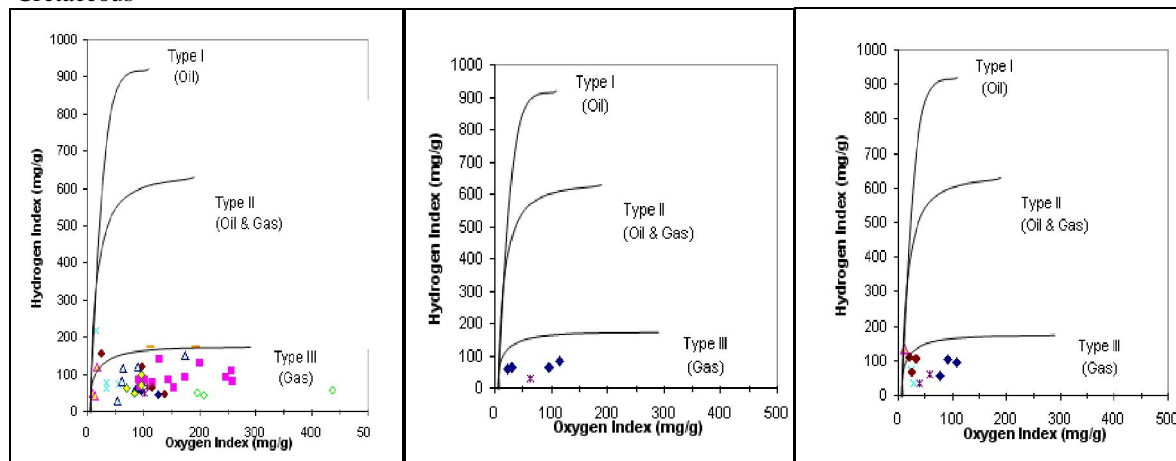 Cretaceous
1000
900
800
700
600
500
400
300
200
100
0
Hydrogen Index (mg/g)
Type I
(Oil)
Type II
(Oil & Gas)
Type III
(Gas)
0 100 200 300 400 50
Oxygen Index (mg/g)
1000
900
800
700
600
500
400
300
200
100
0
Hydrogen Index (mg/g)
Type I
(Oil)
Type II
(Oil & Gas)
Type III
(Gas)
0 100 200 300 400 500
Oxygen Index (mg/g)
1000
900
800
700
600
500
400
300
200
100
0
Hydrogen Index (mg/g)
Type I
(Oil)
Type II
(Oil & Gas)
Type III
(Gas)
0 100 200 300 400 500
Oxygen Index (mg/g)